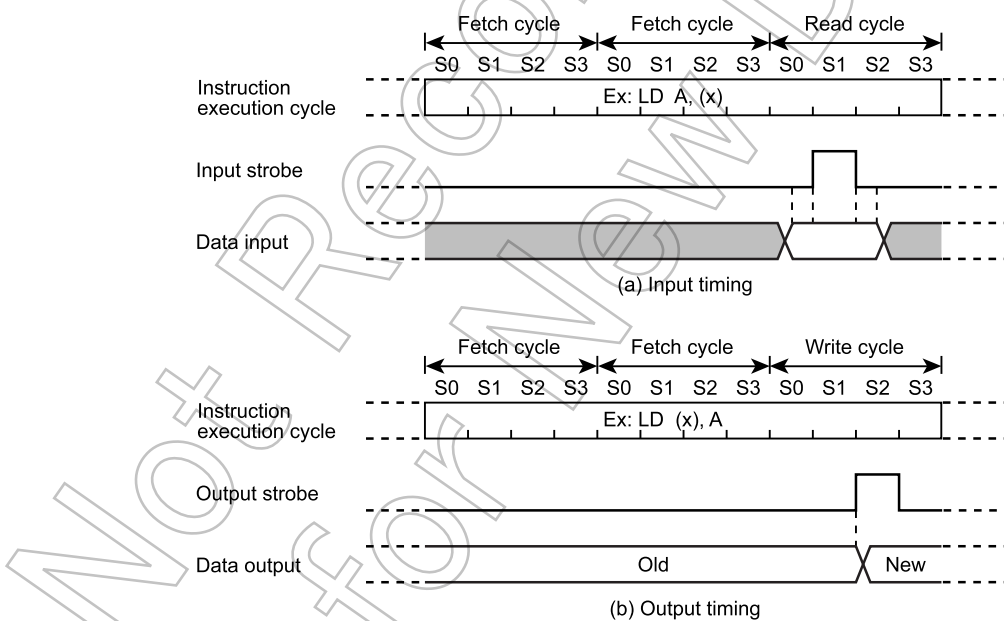 Fetch cycle Fetch cycle Read cycle
S0 S1 S2 S3 S0 S1 S2 S3 S0 S1 S2 S3
Instruction
execution cycle
Ex: LD A, (x)
Input strobe
Data input
(a) Input timing
Fetch cycle Fetch cycle Write cycle
S0 S1 S2 S3 S0 S1 S2 S3 S0 S1 S2 S3
Instruction
execution cycle
Ex: LD (x), A
Output strobe
Data output
Old
New
(b) Output timing
Not Reco
for New D